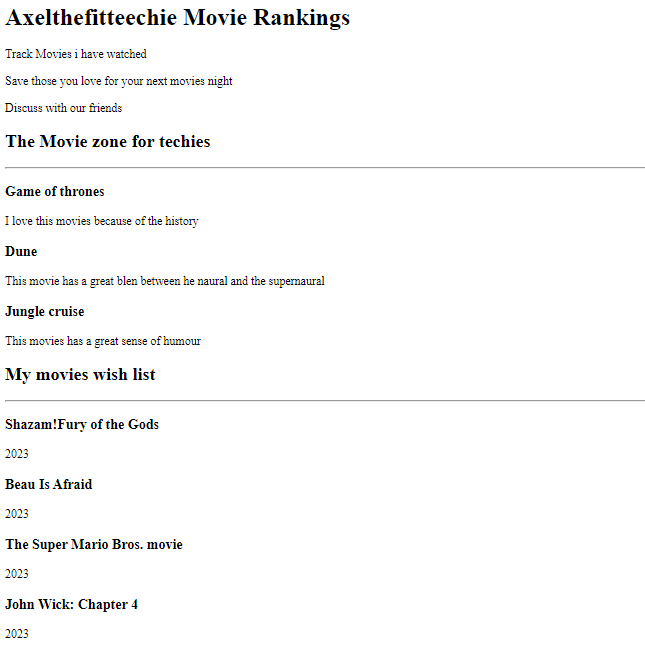 Axelthefitteechie Movie Rankings
Track Movies i have watched
Save those you love for your next movies night
Discuss with our friends
The Movie zone for techies
Game of thrones
I love this movies because of the history
Dune
This movie has a great blen between he naural and the supernaural
Jungle cruise
This movies has a great sense of humour
My movies wish list
Shazam!Fury of the Gods
2023
Beau Is Afraid
2023
The Super Mario Bros. movie
2023
John Wick: Chapter 4
2023